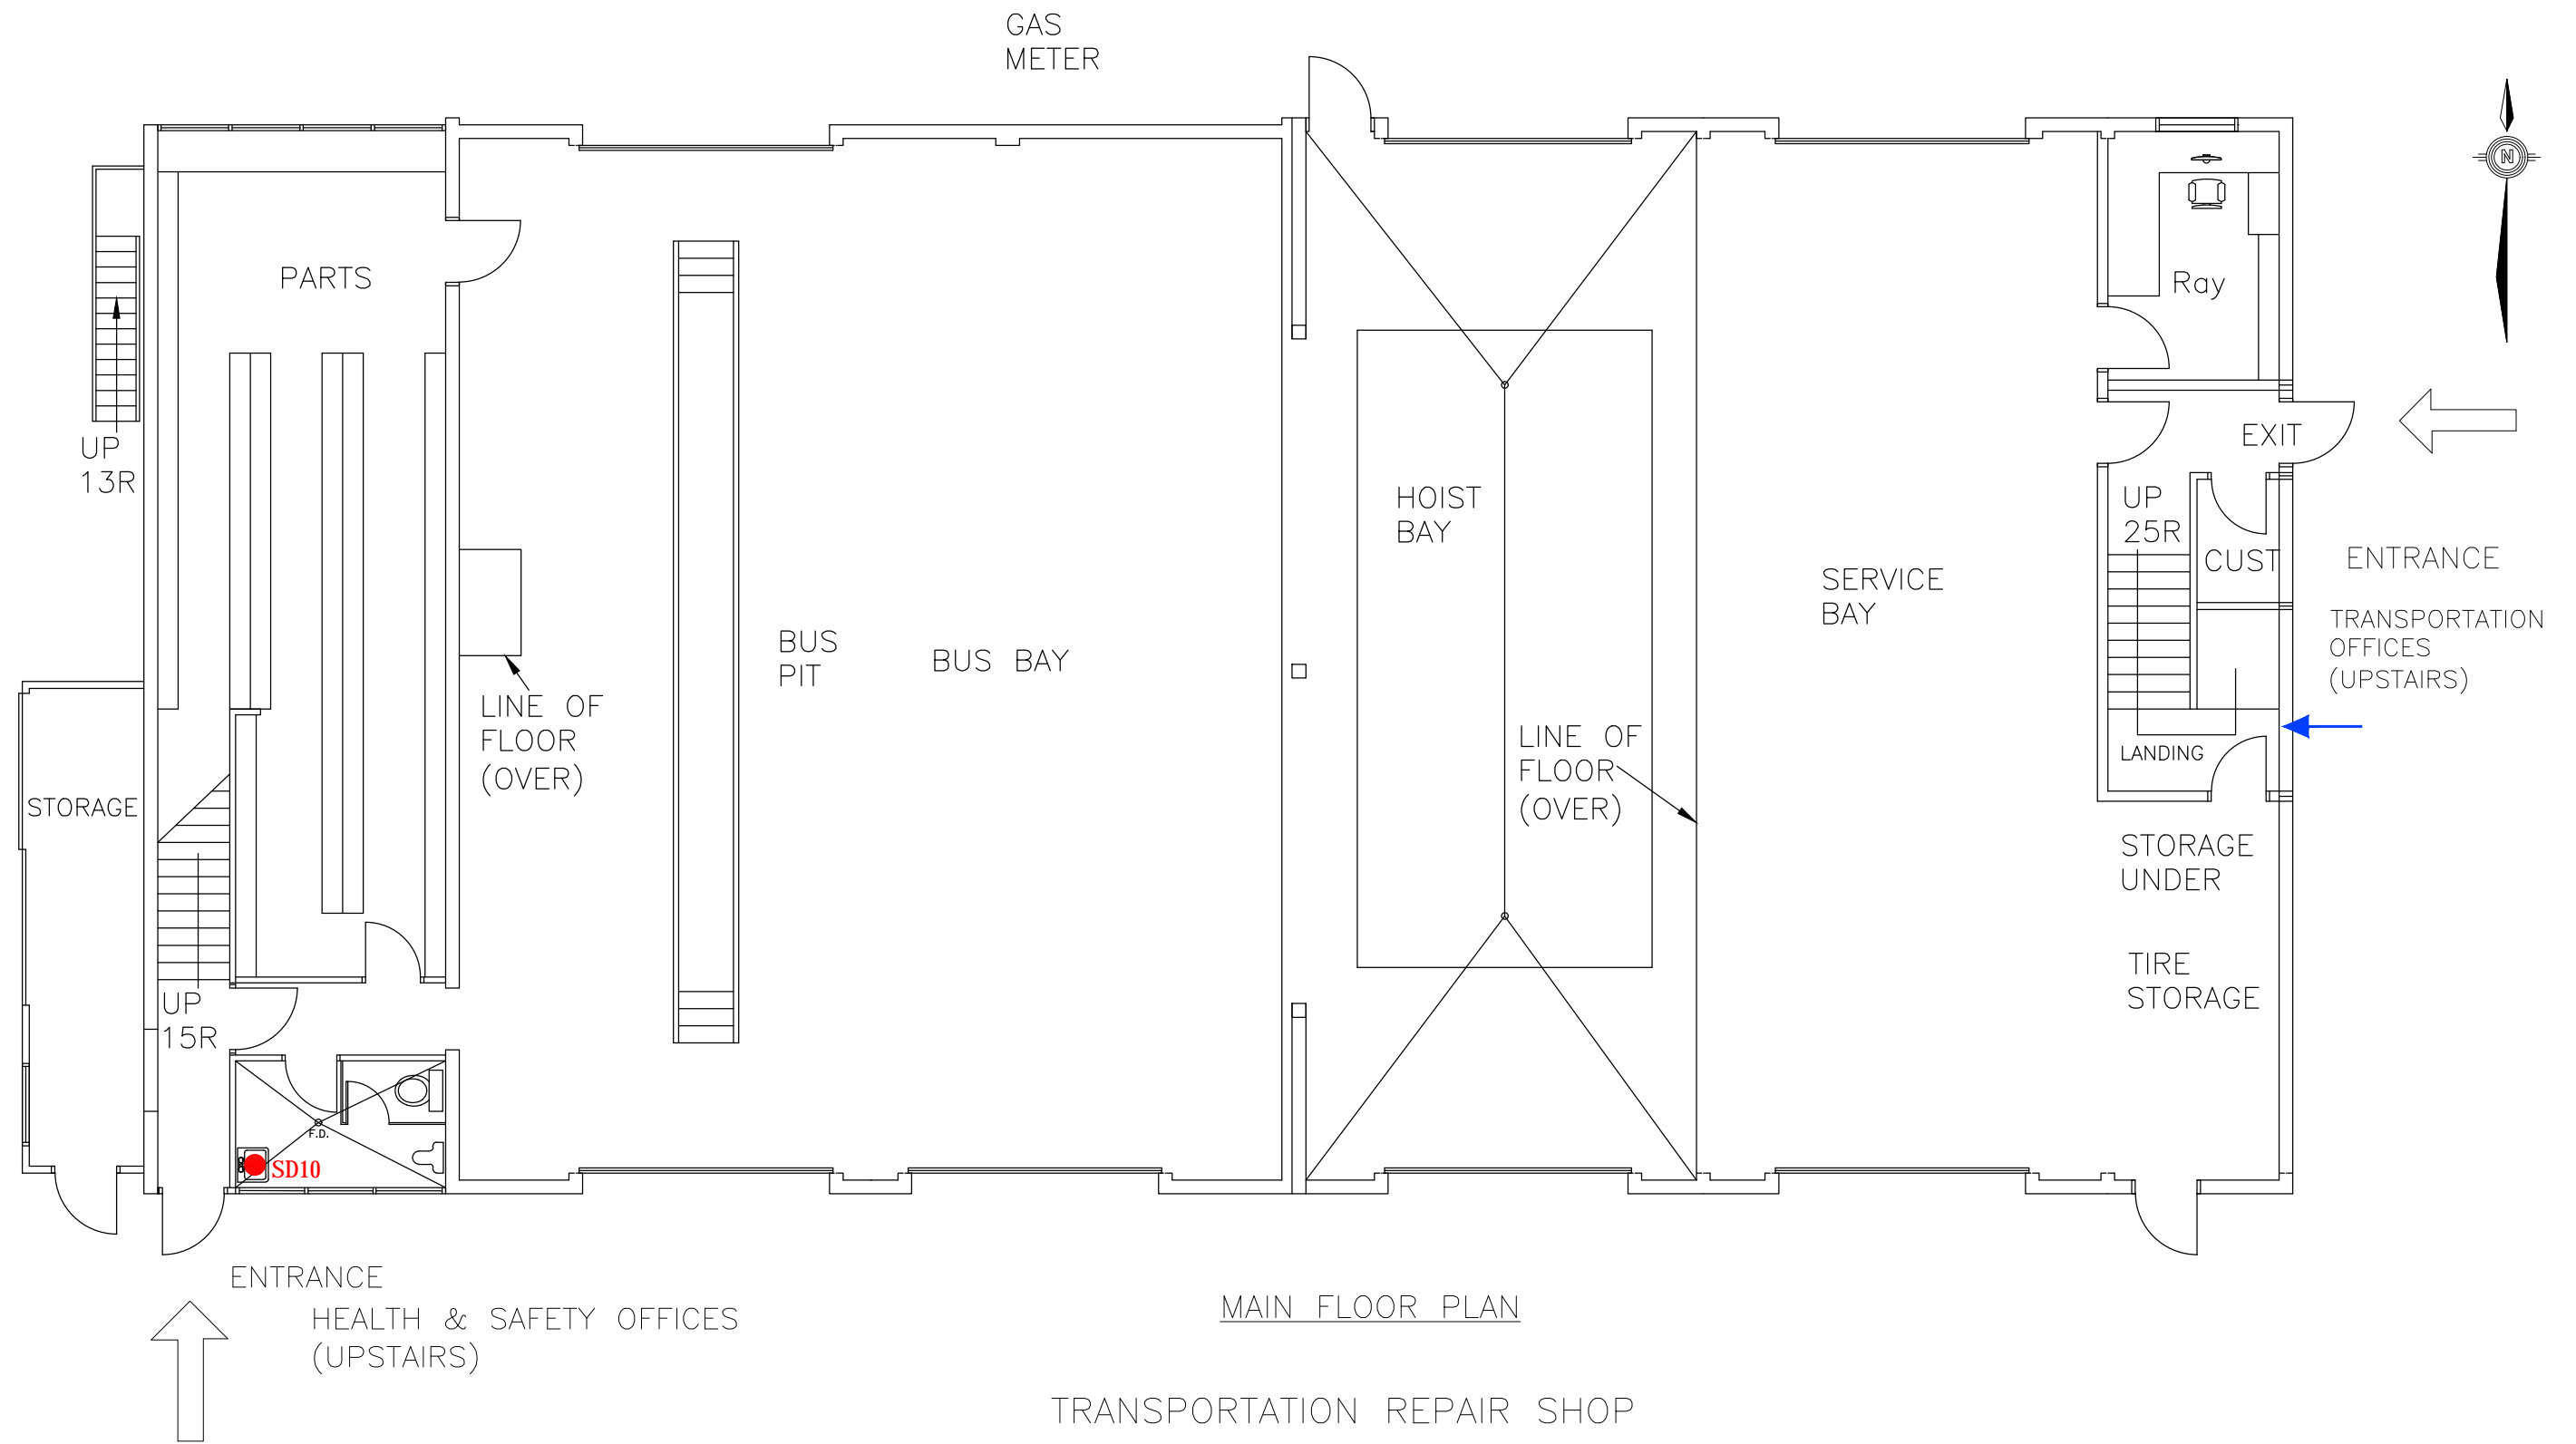 GAS
METER
N
PARTS
Ray
UP
13R
EXIT
HOIST
BAY
UP
25R
CUST
ENTRANCE
SERVICE
BAY
TRANSPORTATION
OFFICES
(UPSTAIRS)
BUS
PIT
BUS BAY
LINE OF
FLOOR
(OVER)
LINE OF
FLOOR
(OVER)
LANDING
STORAGE
STORAGE
UNDER
TIRE
STORAGE
UP
15R
F.D.
SD10
ENTRANCE
HEALTH & SAFETY OFFICES
(UPSTAIRS)
MAIN FLOOR PLAN
TRANSPORTATION REPAIR SHOP